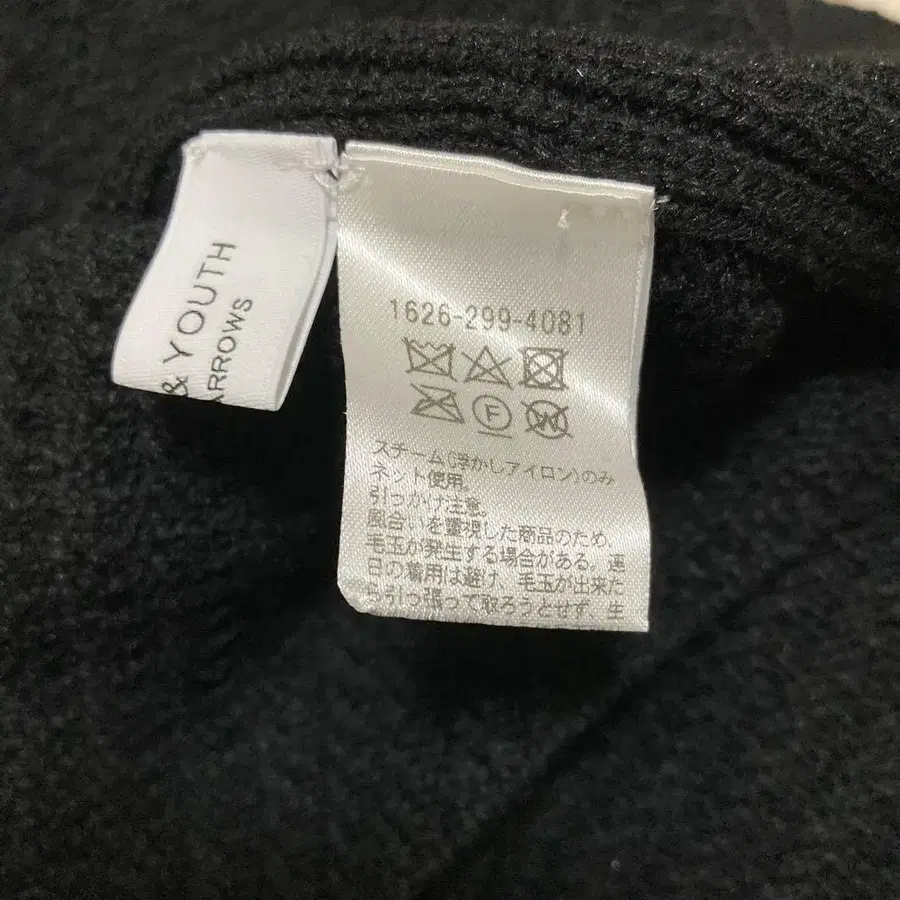 & YOUTH
ARROWS
1626-299-4081
F
W
スチーム(浮かしアイロン)のみ
ネット使用。
引っかけ注意。
風合いを重視した商品のため、
毛玉が発生する場合がある。連
日の着用は避け、毛玉が出来た
ら引っ張って取ろうとせず、生